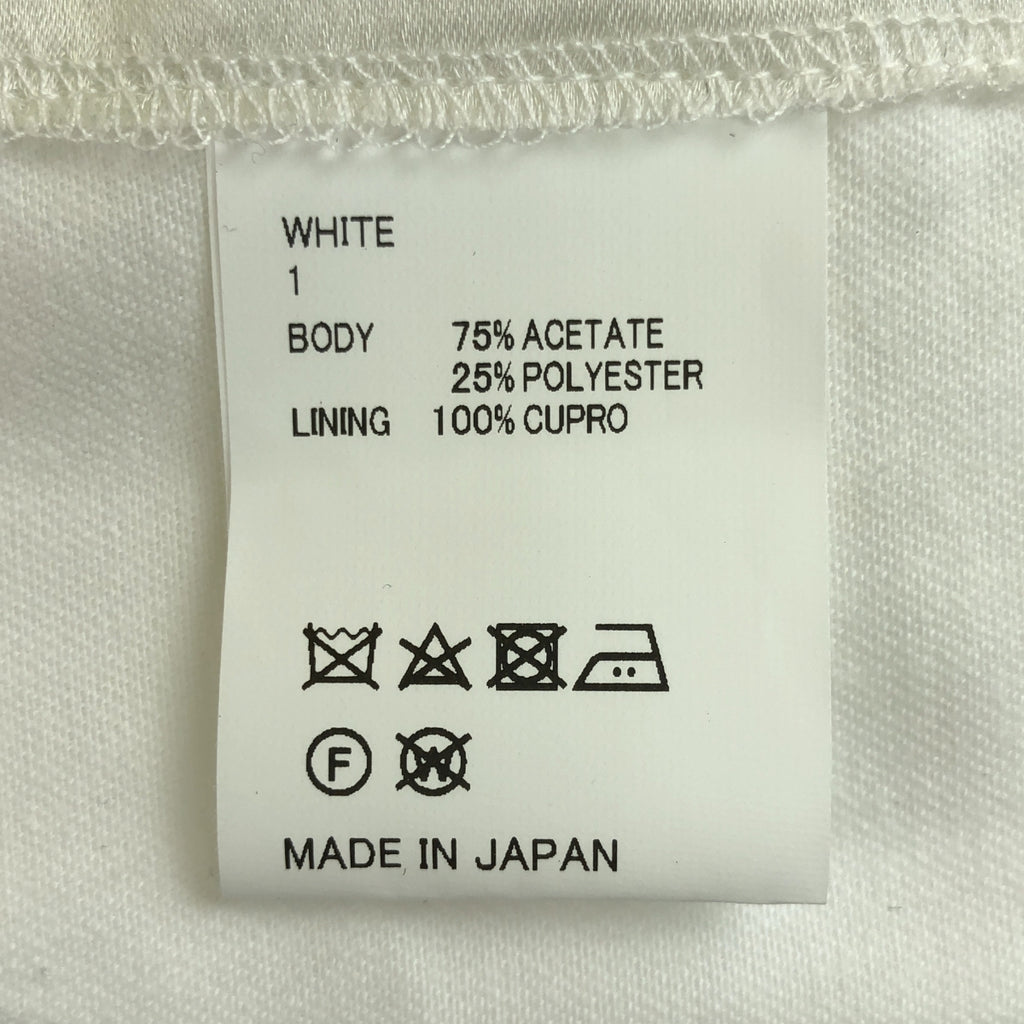 WHITE
1
BODY 75% ACETATE
25% POLYESTER
LINING 100% CUPRO
F W
MADE IN JAPAN